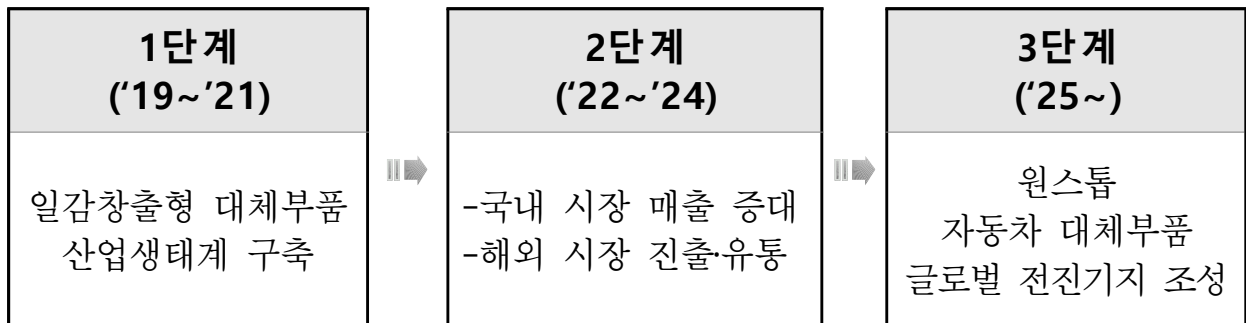 1단계
(‘19~’21)
일감창출형 대체부품
산업생태계 구축
2단계
(‘22~’24)
-국내 시장 매출 증대
-해외 시장 진출·유통
3단계
(‘25~)
원스톱
자동차 대체부품
글로벌 전진기지 조성